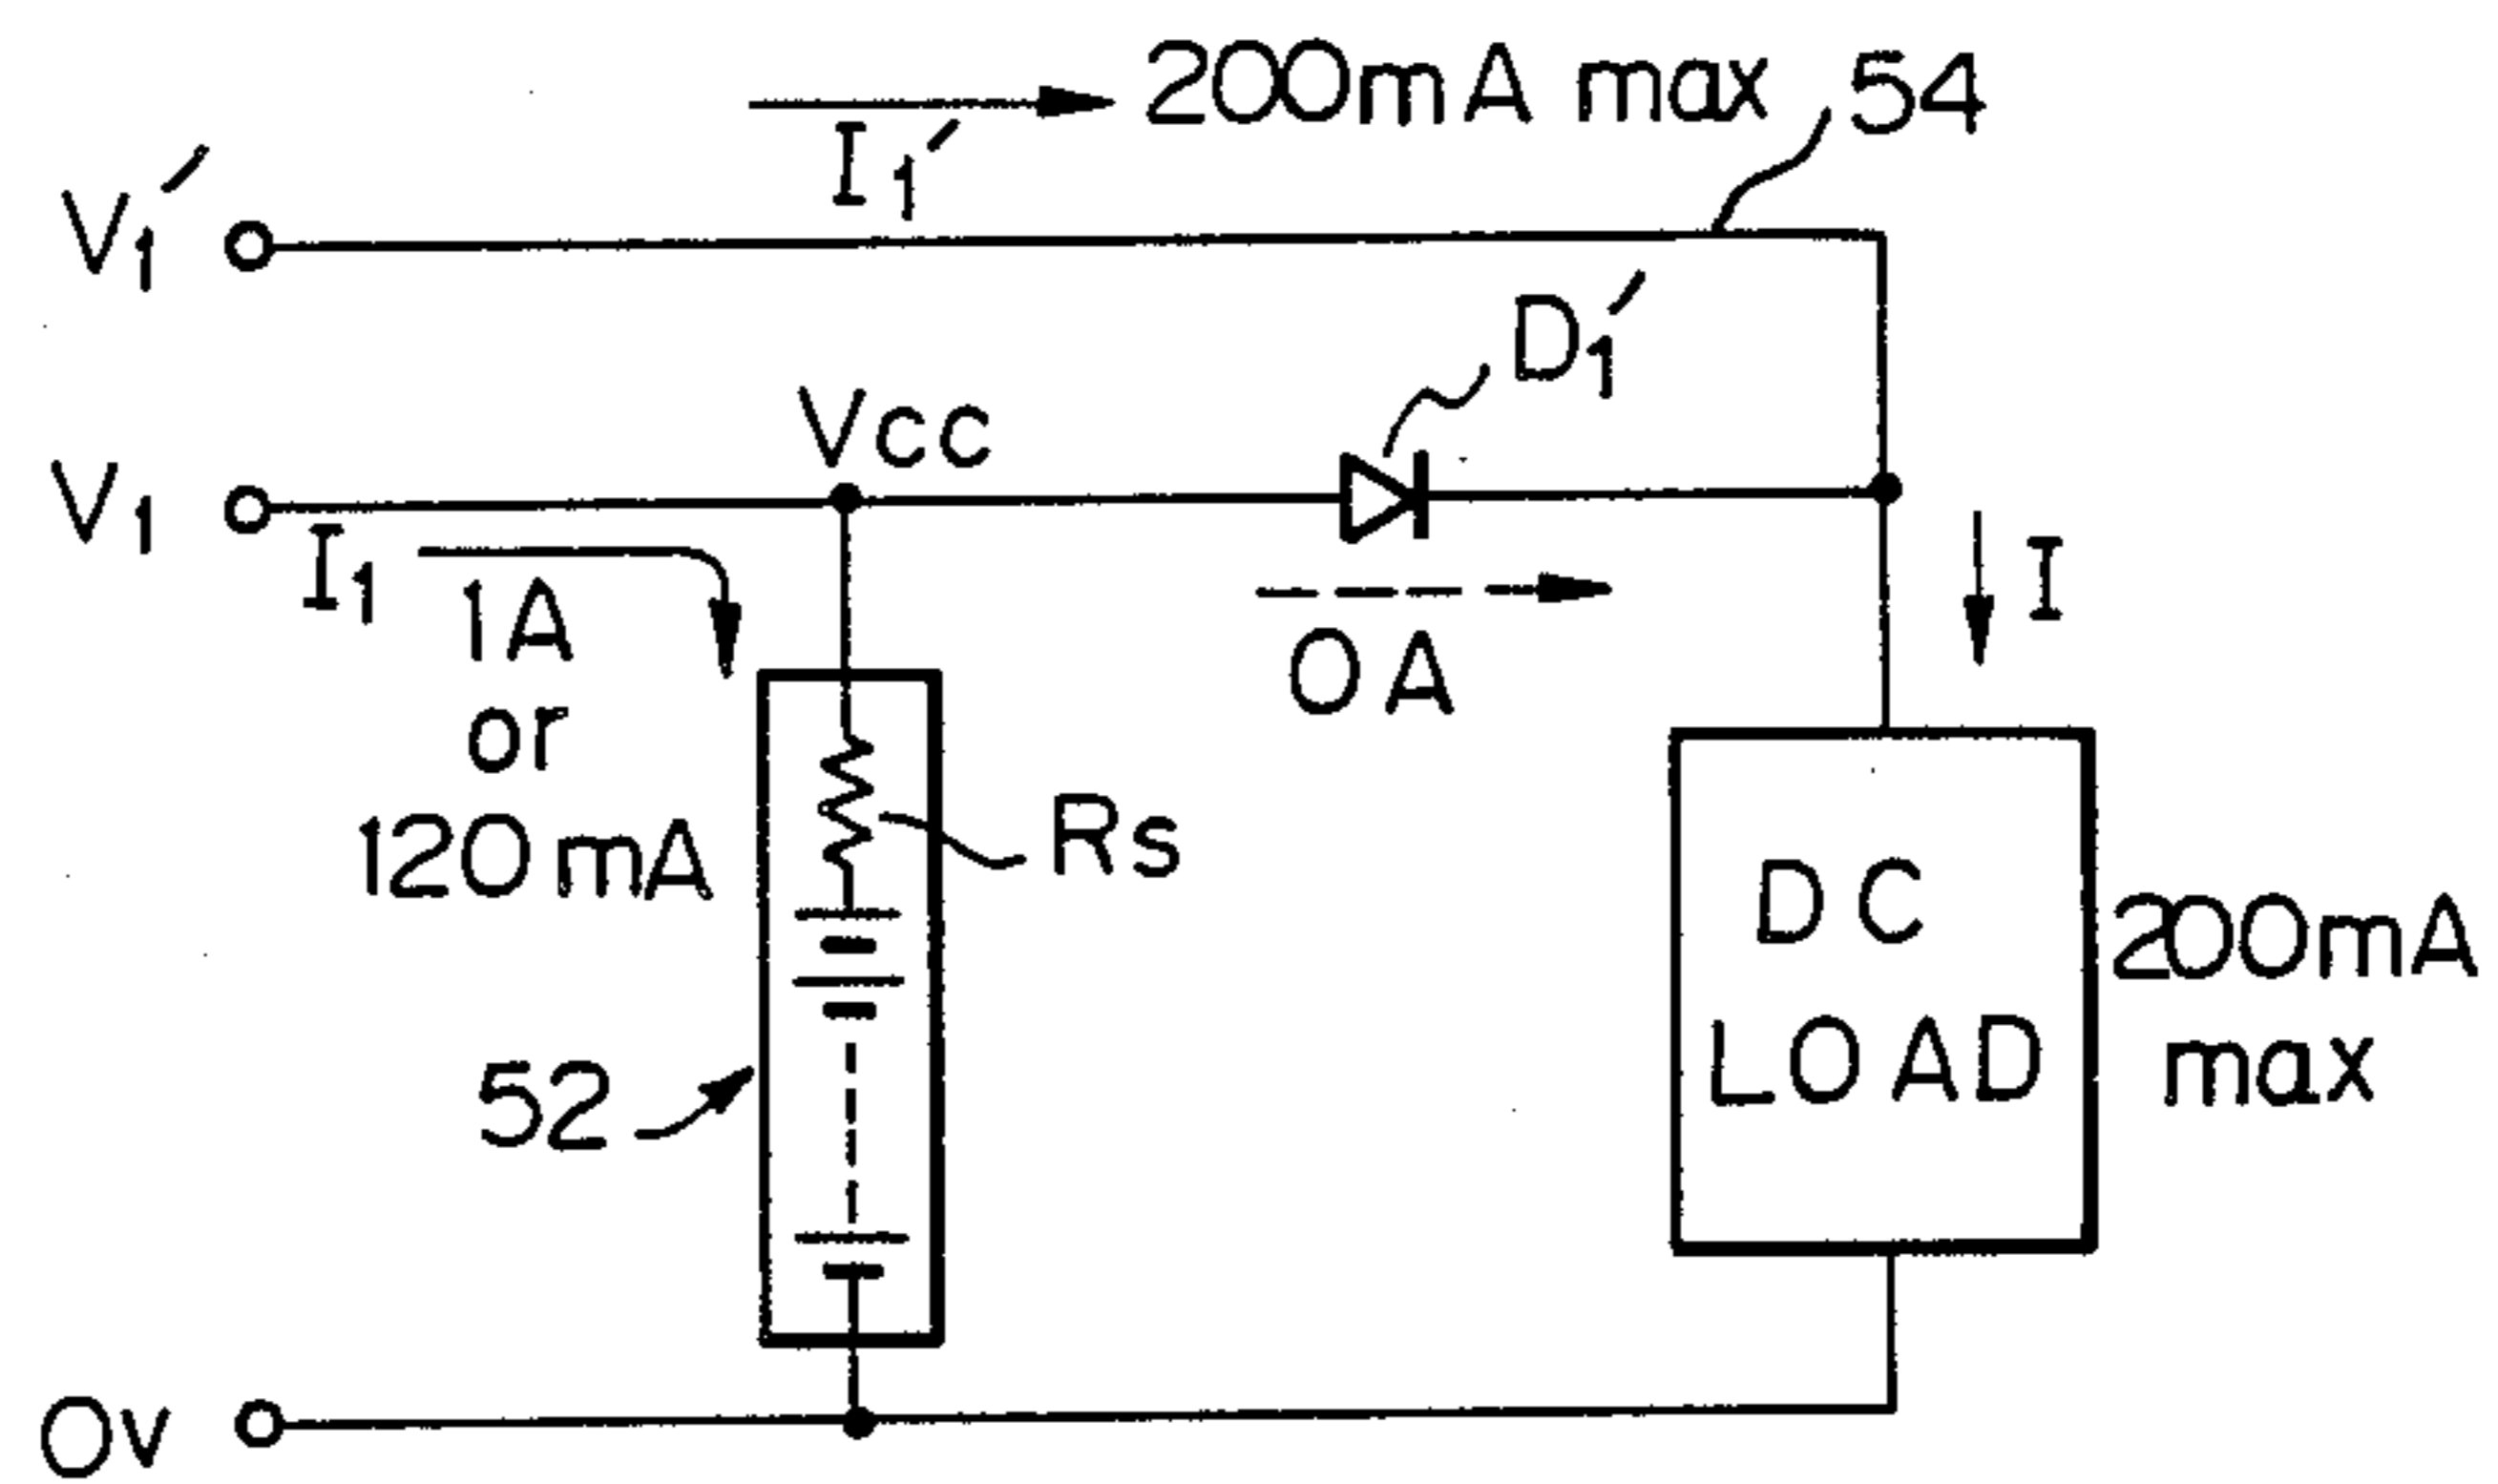 200mA max
54
I1′
V1′
D1′
Vcc
V1
I1
1A
or
120mA
0A
I
Rs
52
DC
LOAD
200mA
max
0v